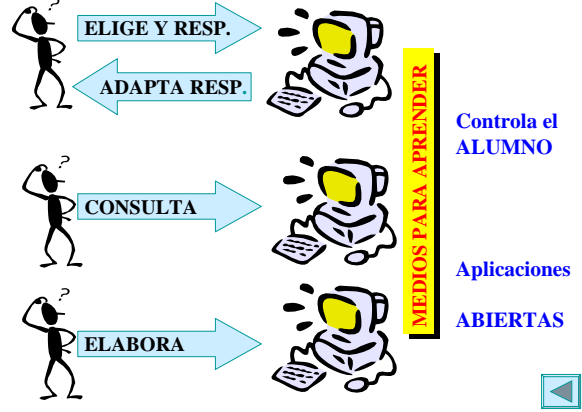 ELIGE Y RESP.
ADAPTA RESP.
CONSULTA
ELABORA
MEDIOS PARA APRENDER
Controla el
ALUMNO
Aplicaciones
ABIERTAS
?
?
?